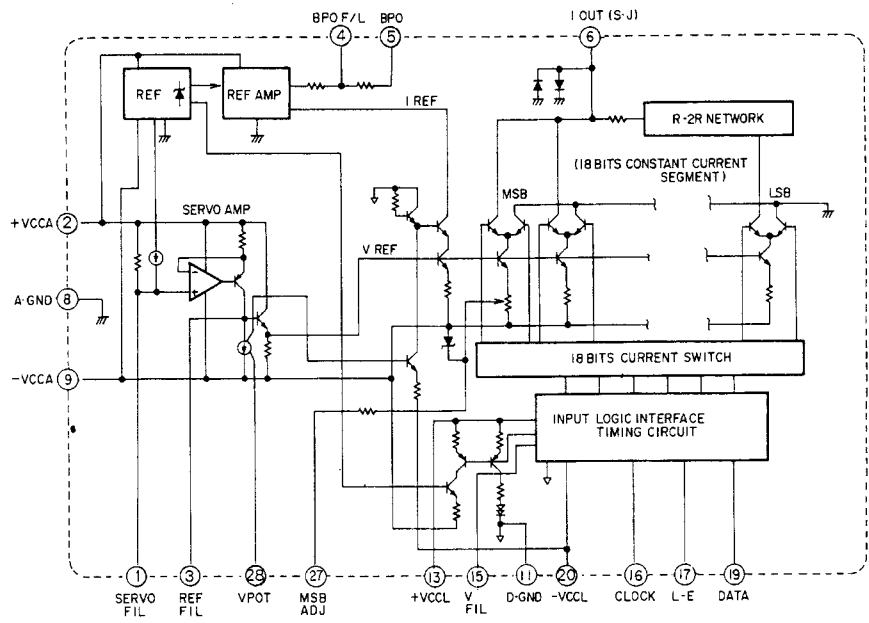 BPO F/L
BPO
I OUT (S·J)
4
5
6
REF
REF AMP
I REF
R-2R NETWORK
(18 BITS CONSTANT CURRENT
SEGMENT)
MSB
LSB
+VCCA
2
SERVO AMP
V REF
-
+
A·GND
8
-VCCA
9
18 BITS CURRENT SWITCH
INPUT LOGIC INTERFACE
TIMING CIRCUIT
1
3
28
27
13
15
11
20
16
17
19
SERVO
FIL
REF
FIL
VPOT
MSB
ADJ
+VCCL
V
FIL
D·GND
-VCCL
CLOCK
L-E
DATA